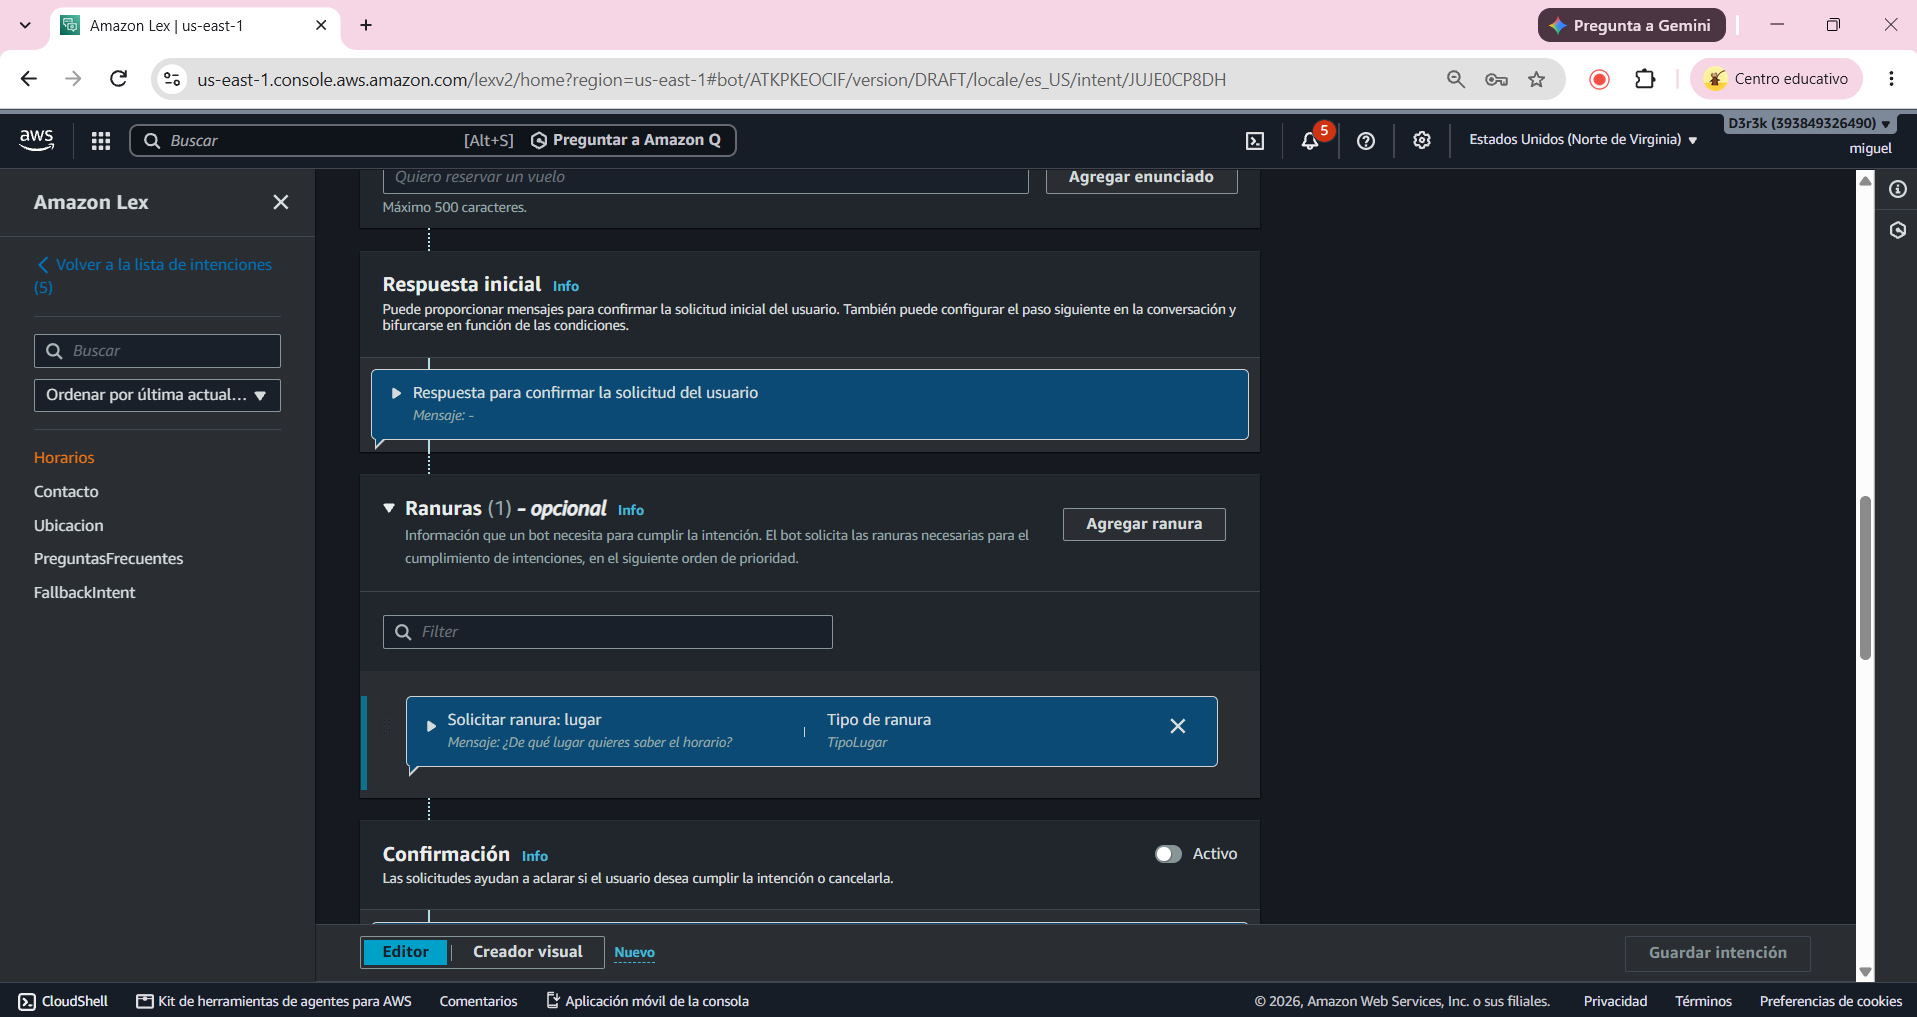 Amazon Lex | us-east-1
Pregunta a Gemini
us-east-1.console.aws.amazon.com/lexv2/home?region=us-east-1#bot/ATKPKEOCIF/version/DRAFT/locale/es_US/intent/JUJE0CP8DH
Centro educativo
aws
Buscar
[Alt+S]
Preguntar a Amazon Q
5
Estados Unidos (Norte de Virginia)
D3r3k (393849326490)
miguel
Amazon Lex
Volver a la lista de intenciones
(5)
Buscar
Ordenar por última actual...
Horarios
Contacto
Ubicacion
PreguntasFrecuentes
FallbackIntent
Quiero reservar un vuelo
Agregar enunciado
Máximo 500 caracteres.
Respuesta inicial Info
Puede proporcionar mensajes para confirmar la solicitud inicial del usuario. También puede configurar el paso siguiente en la conversación y
bifurcarse en función de las condiciones.
Respuesta para confirmar la solicitud del usuario
Mensaje: -
Ranuras (1) - opcional Info
Agregar ranura
Información que un bot necesita para cumplir la intención. El bot solicita las ranuras necesarias para el
cumplimiento de intenciones, en el siguiente orden de prioridad.
Filter
Solicitar ranura: lugar
Mensaje: ¿De qué lugar quieres saber el horario?
Tipo de ranura
TipoLugar
Confirmación Info
Activo
Las solicitudes ayudan a aclarar si el usuario desea cumplir la intención o cancelarla.
Editor
Creador visual
Nuevo
Guardar intención
CloudShell
Kit de herramientas de agentes para AWS
Comentarios
Aplicación móvil de la consola
© 2026, Amazon Web Services, Inc. o sus filiales.
Privacidad
Términos
Preferencias de cookies